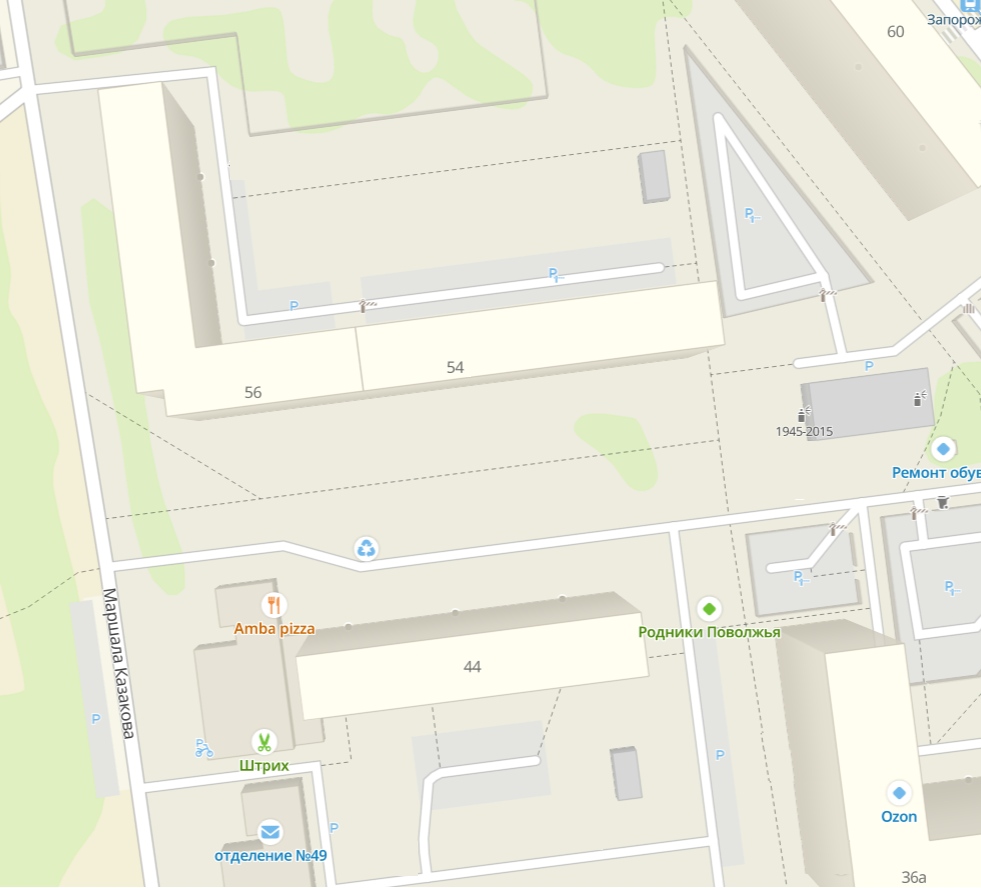 60
Запорож
P
P
P
54
56
P
1945-2015
Ремонт обув
P
P
Amba pizza
Родники Поволжья
44
Маршала Казакова
P
P
P
Штрих
Ozon
P
отделение №49
36а